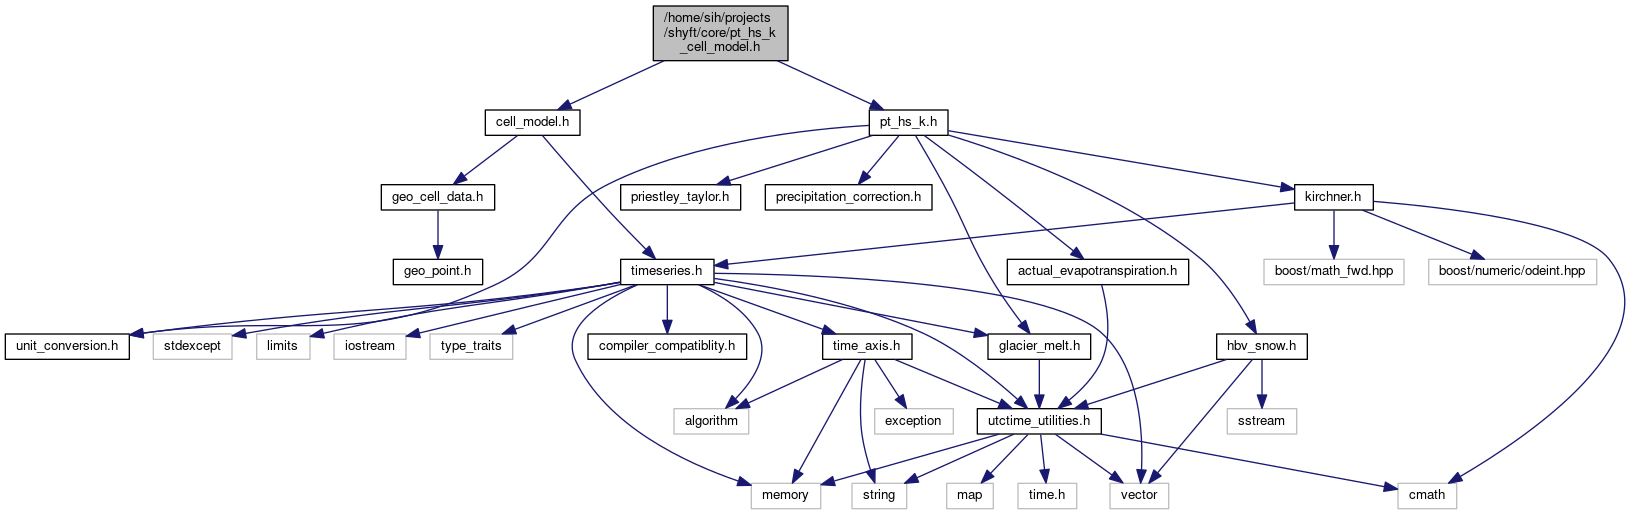 /home/sih/projects
/shyft/core/pt_hs_k
_cell_model.h
cell_model.h
pt_hs_k.h
geo_cell_data.h
priestley_taylor.h
precipitation_correction.h
kirchner.h
geo_point.h
timeseries.h
actual_evapotranspiration.h
boost/math_fwd.hpp
boost/numeric/odeint.hpp
unit_conversion.h
stdexcept
limits
iostream
type_traits
compiler_compatiblity.h
time_axis.h
glacier_melt.h
hbv_snow.h
algorithm
exception
utctime_utilities.h
sstream
memory
string
map
time.h
vector
cmath